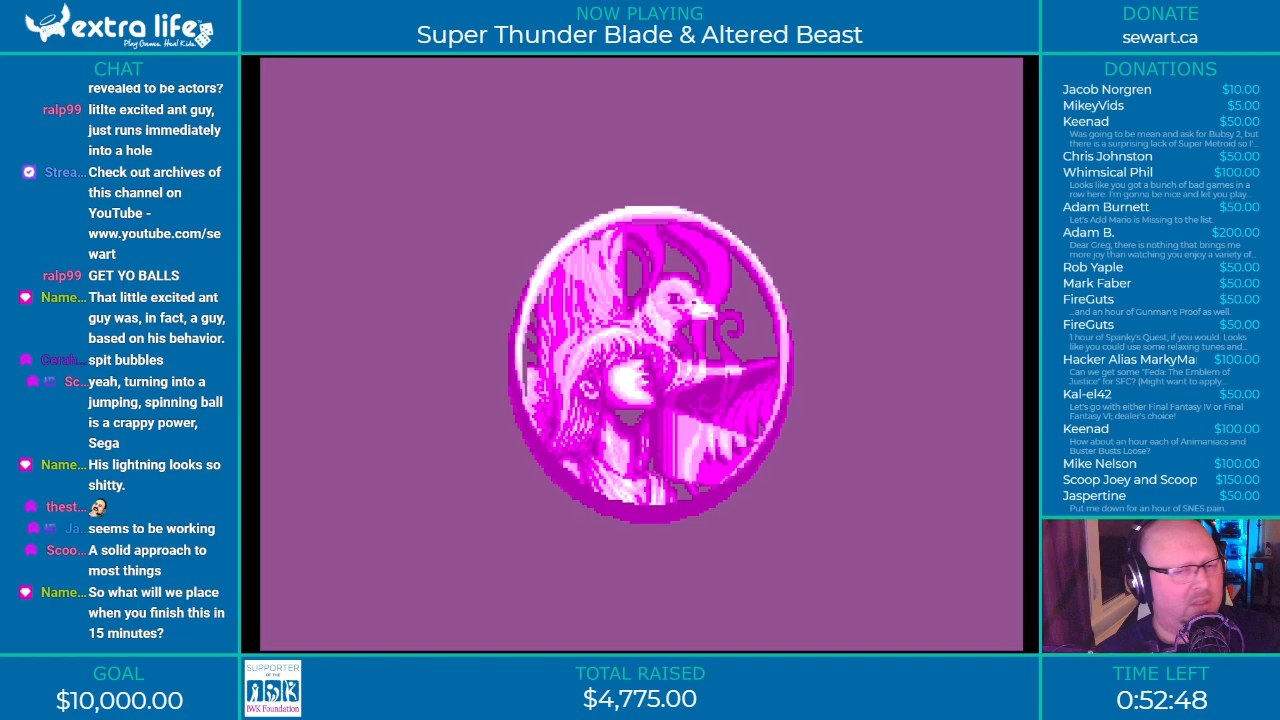 extra life
Play Games. Heal Kids.
NOW PLAYING
Super Thunder Blade & Altered Beast
DONATE
sewart.ca
CHAT
revealed to be actors?
ralp99 litlte excited ant guy,
just runs immediately
into a hole
Strea... Check out archives of
this channel on
YouTube -
www.youtube.com/se
wart
ralp99 GET YO BALLS
Name... That little excited ant
guy was, in fact, a guy,
based on his behavior.
spit bubbles
Sc... yeah, turning into a
jumping, spinning ball
is a crappy power,
Sega
Name... His lightning looks so
shitty.
thest...
Ja... seems to be working
Scoo... A solid approach to
most things
Name... So what will we place
when you finish this in
15 minutes?
DONATIONS
Jacob Norgren $10.00
MikeyVids $5.00
Keenad $50.00
Was going to be mean and ask for Bubsy 2, but
there is a surprising lack of Super Metroid so I'...
Chris Johnston $50.00
Whimsical Phil $100.00
Looks like you got a bunch of bad games in a
row here. I'm gonna be nice and let you play...
Adam Burnett $50.00
Let's Add Mario is Missing to the list.
Adam B. $200.00
Dear Greg, there is nothing that brings me
more joy than watching you enjoy a variety of...
Rob Yaple $50.00
Mark Faber $50.00
FireGuts $50.00
...and an hour of Gunman's Proof as well.
FireGuts $50.00
1 hour of Spanky's Quest, if you would. Looks
like you could use some relaxing tunes and...
Hacker Alias MarkyMa $100.00
Can we get some "Feda: The Emblem of
Justice" for SFC? (Might want to apply...
Kal-el42 $50.00
Let's go with either Final Fantasy IV or Final
Fantasy VI; dealer's choice!
Keenad $100.00
How about an hour each of Animaniacs and
Buster Busts Loose?
Mike Nelson $100.00
Scoop Joey and Scoop $150.00
Jaspertine $50.00
Put me down for an hour of SNES pain.
GOAL
$10,000.00
SUPPORTER
OF THE
IWK
IWK Foundation
TOTAL RAISED
$4,775.00
TIME LEFT
0:52:48